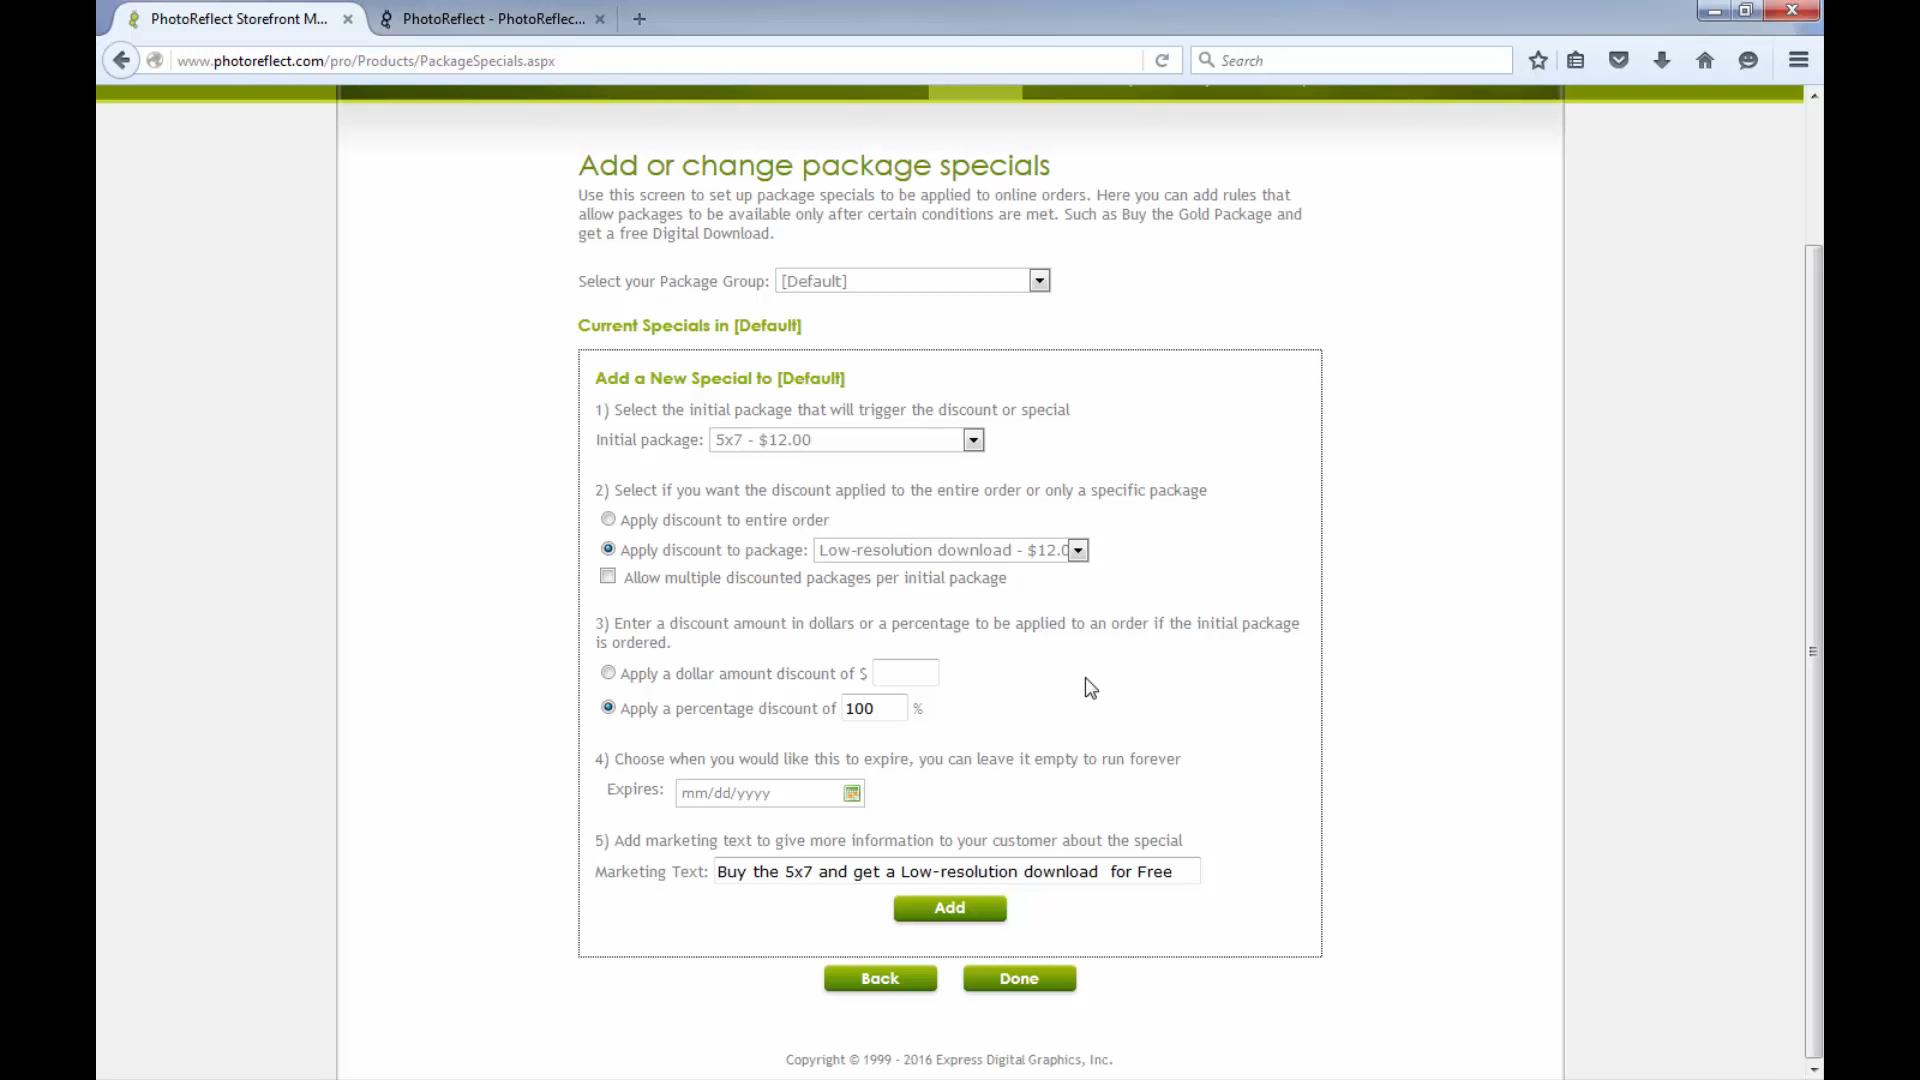 PhotoReflect Storefront M...
PhotoReflect - PhotoReflec...
www.photoreflect.com/pro/Products/PackageSpecials.aspx
Search
Add or change package specials
Use this screen to set up package specials to be applied to online orders. Here you can add rules that
allow packages to be available only after certain conditions are met. Such as Buy the Gold Package and
get a free Digital Download.
Select your Package Group: [Default]
Current Specials in [Default]
Add a New Special to [Default]
1) Select the initial package that will trigger the discount or special
Initial package: 5x7 - $12.00
2) Select if you want the discount applied to the entire order or only a specific package
Apply discount to entire order
Apply discount to package: Low-resolution download - $12.0
Allow multiple discounted packages per initial package
3) Enter a discount amount in dollars or a percentage to be applied to an order if the initial package
is ordered.
Apply a dollar amount discount of $
Apply a percentage discount of 100 %
4) Choose when you would like this to expire, you can leave it empty to run forever
Expires: mm/dd/yyyy
5) Add marketing text to give more information to your customer about the special
Marketing Text: Buy the 5x7 and get a Low-resolution download  for Free
Add
Back Done
Copyright © 1999 - 2016 Express Digital Graphics, Inc.